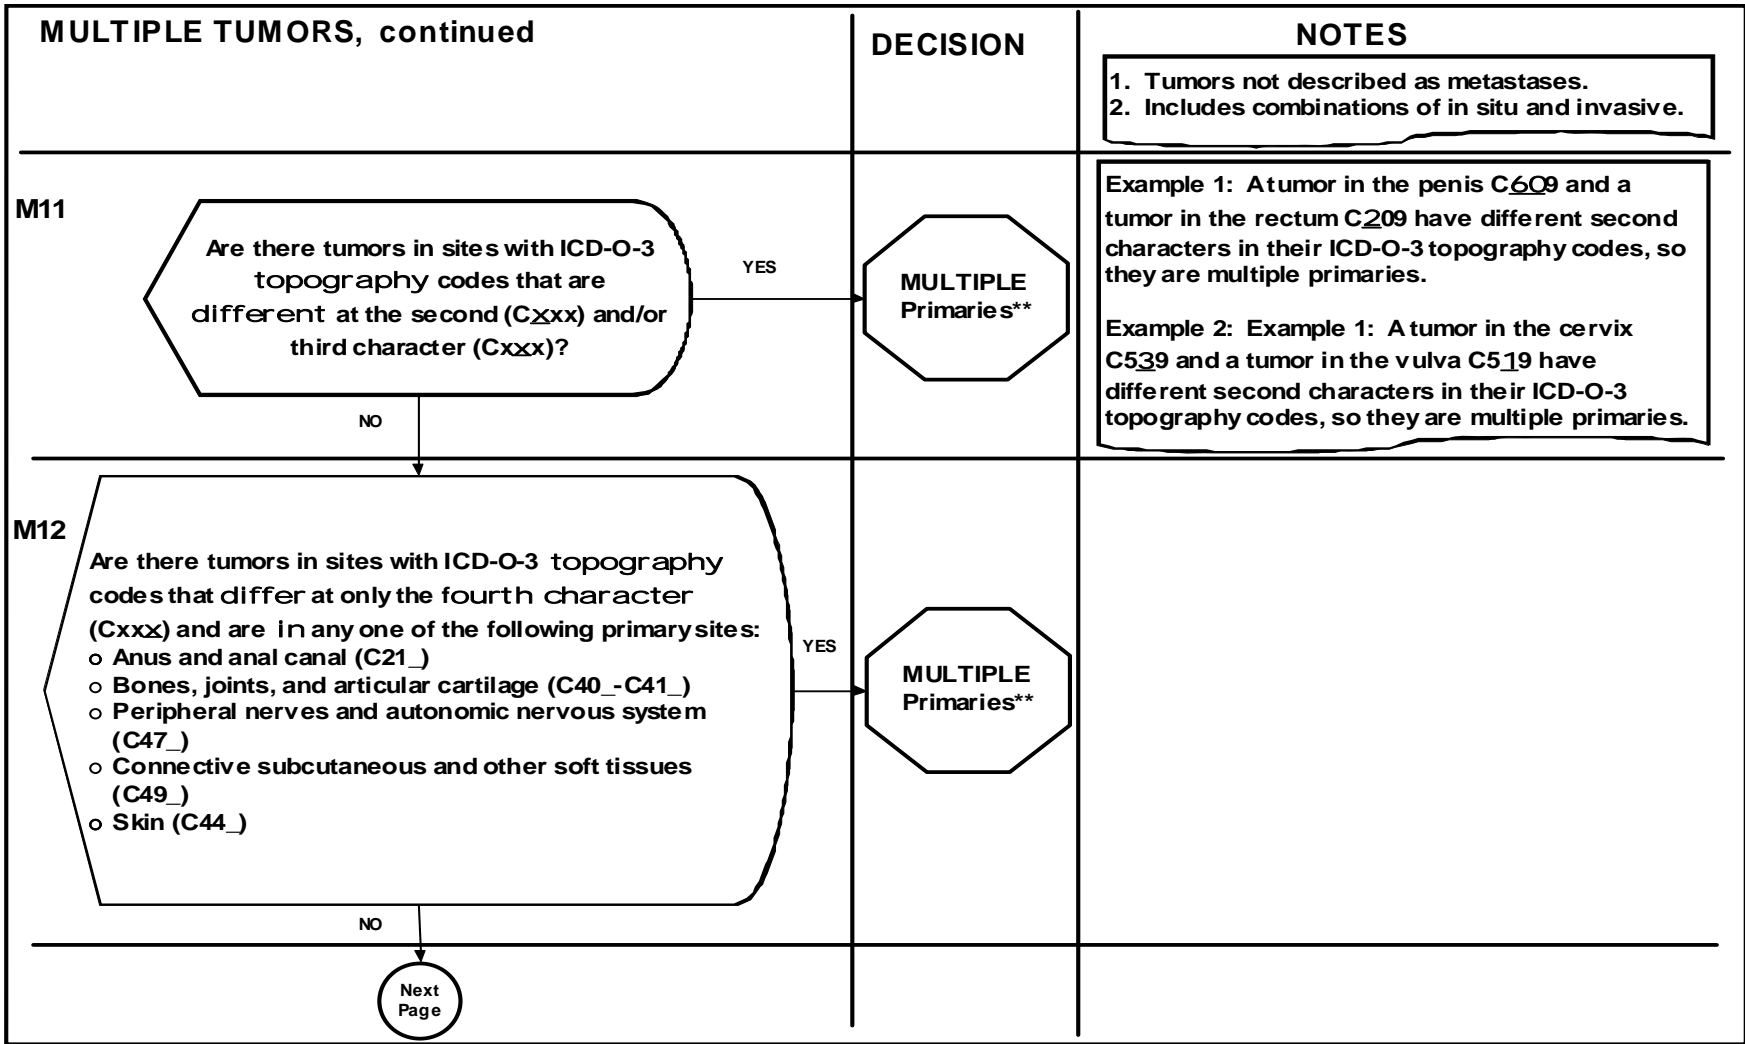 MULTIPLE TUMORS, continued
DECISION
NOTES
1. Tumors not described as metastases.
2. Includes combinations of in situ and invasive.
M11
Are there tumors in sites with ICD-O-3
topography codes that are
different at the second (Cxxx) and/or
third character (Cxxx)?
YES
NO
MULTIPLE
Primaries**
Example 1: A tumor in the penis C609 and a
tumor in the rectum C209 have different second
characters in their ICD-O-3 topography codes, so
they are multiple primaries.
Example 2: Example 1: A tumor in the cervix
C539 and a tumor in the vulva C519 have
different second characters in their ICD-O-3
topography codes, so they are multiple primaries.
M12
Are there tumors in sites with ICD-O-3 topography
codes that differ at only the fourth character
(Cxxx) and are in any one of the following primary sites:
o Anus and anal canal (C21_)
o Bones, joints, and articular cartilage (C40_-C41_)
o Peripheral nerves and autonomic nervous system
(C47_)
o Connective subcutaneous and other soft tissues
(C49_)
o Skin (C44_)
YES
NO
MULTIPLE
Primaries**
Next
Page